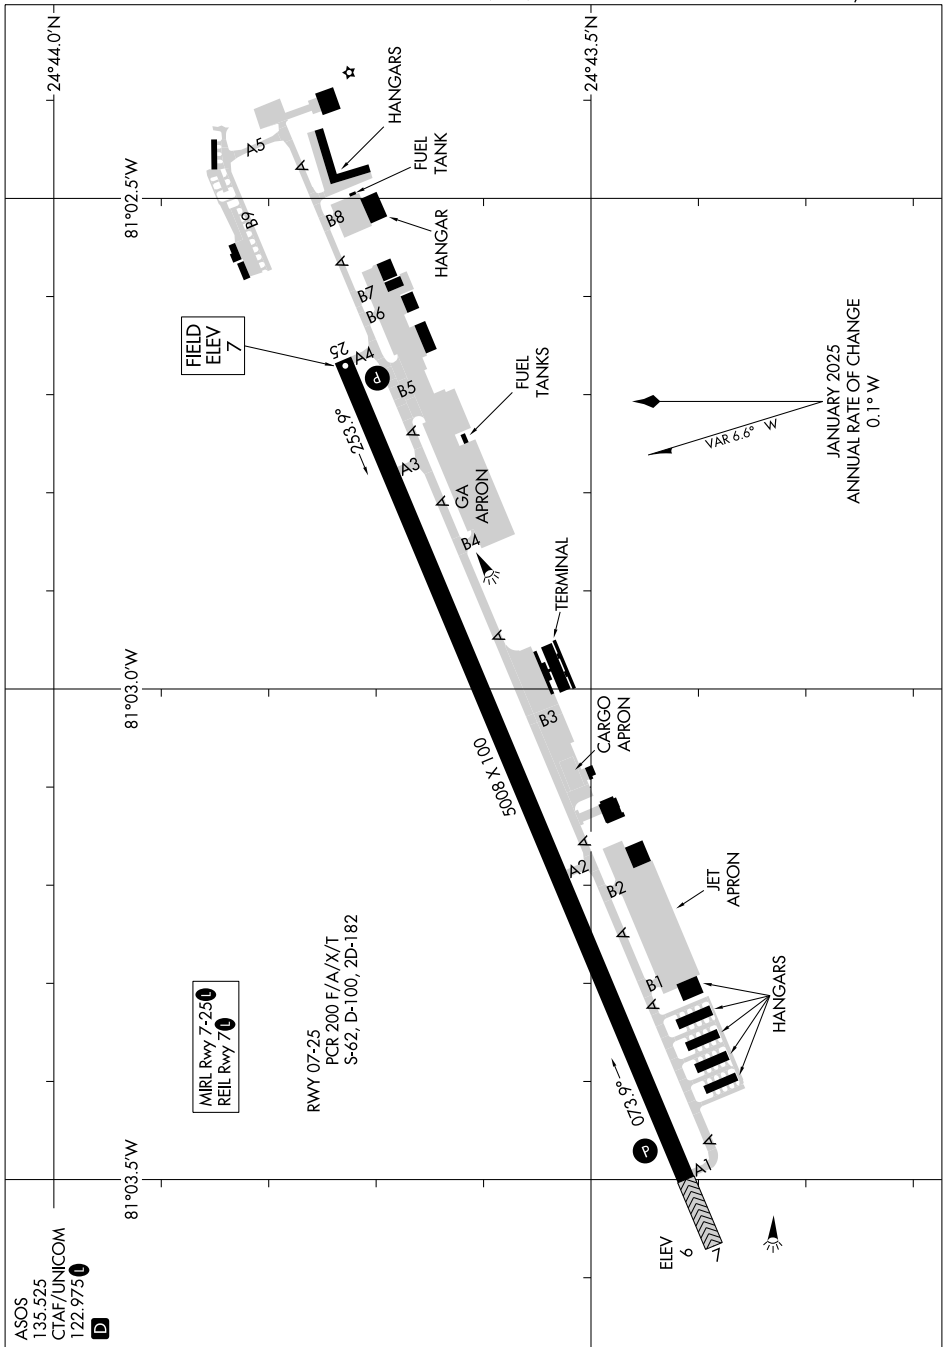 ASOS
135.525
CTAF/UNICOM
122.975 L
D
24°44.0'N
24°43.5'N
81°03.5'W
81°03.0'W
81°02.5'W
MIRL Rwy 7-25 L
REIL Rwy 7 L
RWY 07-25
PCR 200 F/A/X/T
S-62, D-100, 2D-182
FIELD
ELEV
7
B9
A5
A
HANGARS
FUEL
TANK
B8
HANGAR
A
B7
B6
25
A4
P
B5
253.9°
A
A3
A
GA
APRON
FUEL
TANKS
B4
A
TERMINAL
5008 X 100
B3
CARGO
APRON
A
A2
B2
A
JET
APRON
B1
A
HANGARS
073.9°
P
A
A1
ELEV
6
7
VAR 6.6° W
JANUARY 2025
ANNUAL RATE OF CHANGE
0.1° W